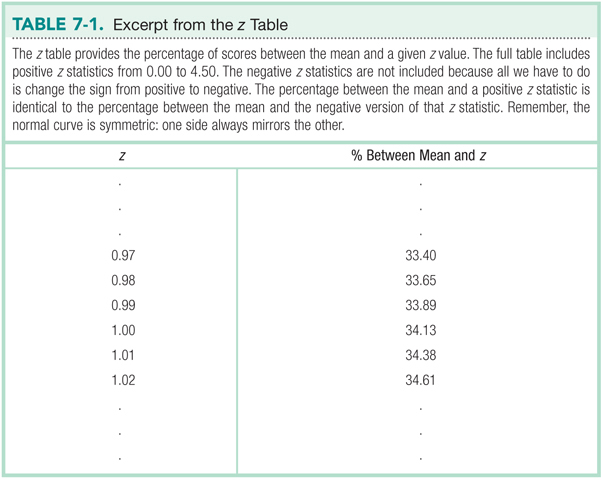 TABLE 7-1. Excerpt from the z Table
The z table provides the percentage of scores between the mean and a given z value. The full table includes
positive z statistics from 0.00 to 4.50. The negative z statistics are not included because all we have to do
is change the sign from positive to negative. The percentage between the mean and a positive z statistic is
identical to the percentage between the mean and the negative version of that z statistic. Remember, the
normal curve is symmetric: one side always mirrors the other.
z % Between Mean and z
. .
. .
. .
0.97 33.40
0.98 33.65
0.99 33.89
1.00 34.13
1.01 34.38
1.02 34.61
. .
. .
. .